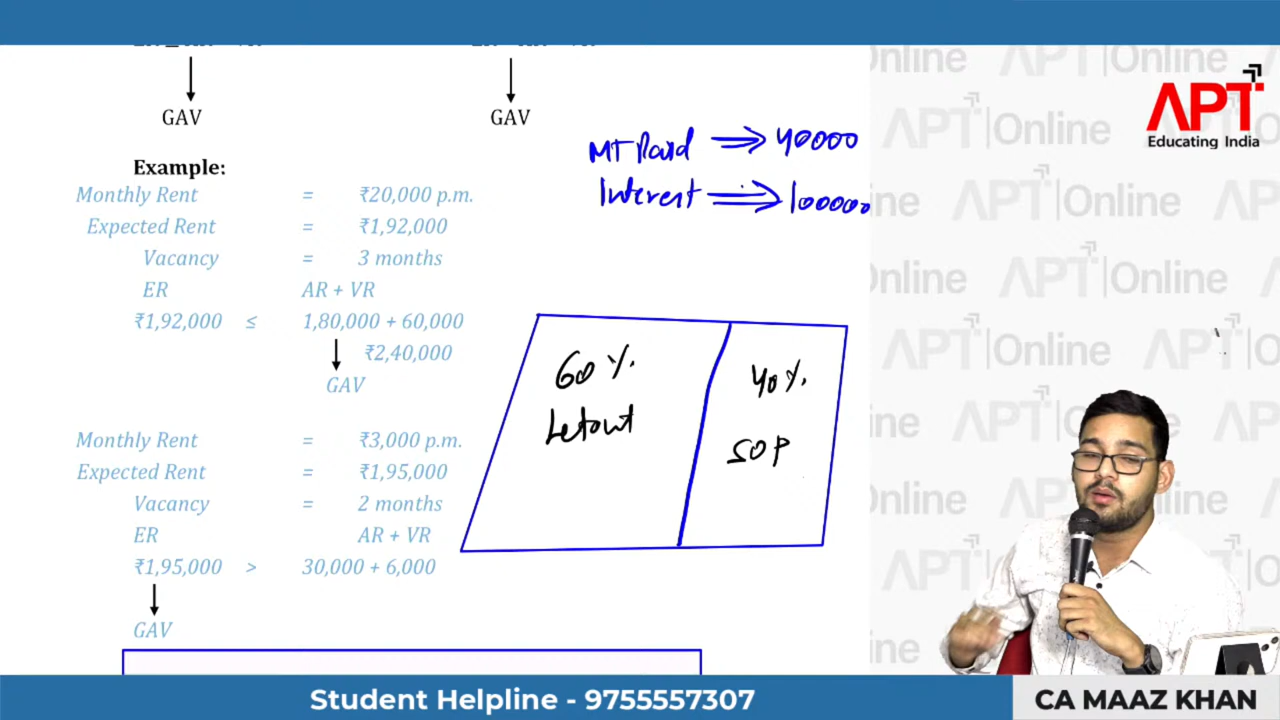 GAV
GAV
Example:
Monthly Rent = ₹20,000 p.m.
Expected Rent = ₹1,92,000
Vacancy = 3 months
ER AR + VR
₹1,92,000 ≤ 1,80,000 + 60,000
₹2,40,000
GAV
Monthly Rent = ₹3,000 p.m.
Expected Rent = ₹1,95,000
Vacancy = 2 months
ER AR + VR
₹1,95,000 > 30,000 + 6,000
GAV
MT Paid ⇒ 40000
Interest ⇒ 100000
60%
Letout
40%
SOP
APT
Educating India
APT|Online
Student Helpline - 9755557307
CA MAAZ KHAN